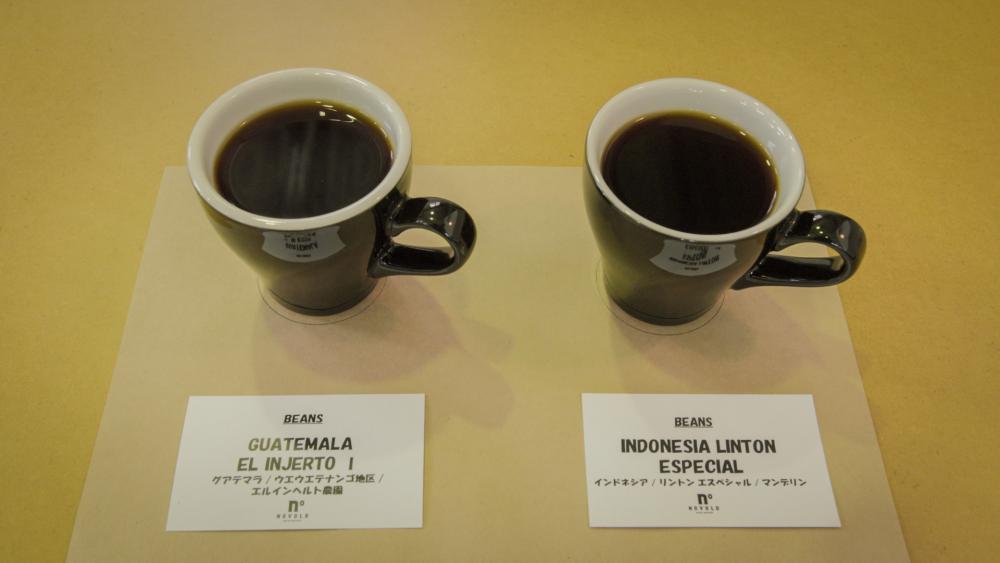 BEANS
GUATEMALA
EL INJERTO I
グアテマラ / ウエウエテナンゴ地区 /
エルインヘルト農園
n°
BEANS
INDONESIA LINTON
ESPECIAL
インドネシア / リントン エスペシャル / マンデリン
n°